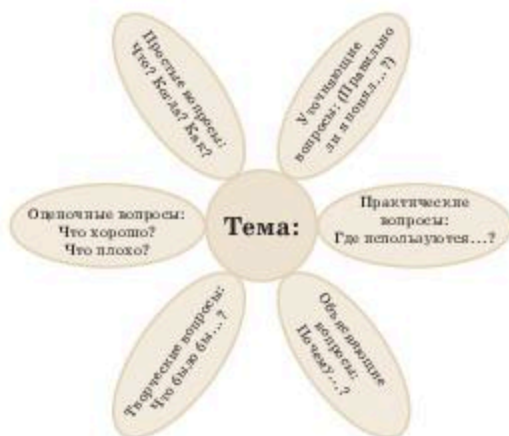 Простые вопросы:
Что? Когда? Как?
Уточняющие
вопросы: (Правильно
ли я понял...?)
Оценочные вопросы:
Что хорошо?
Что плохо?
Тема:
Практические
вопросы:
Где используются...?
Творческие вопросы:
Что было бы...?
Объясняющие
вопросы:
Почему...?